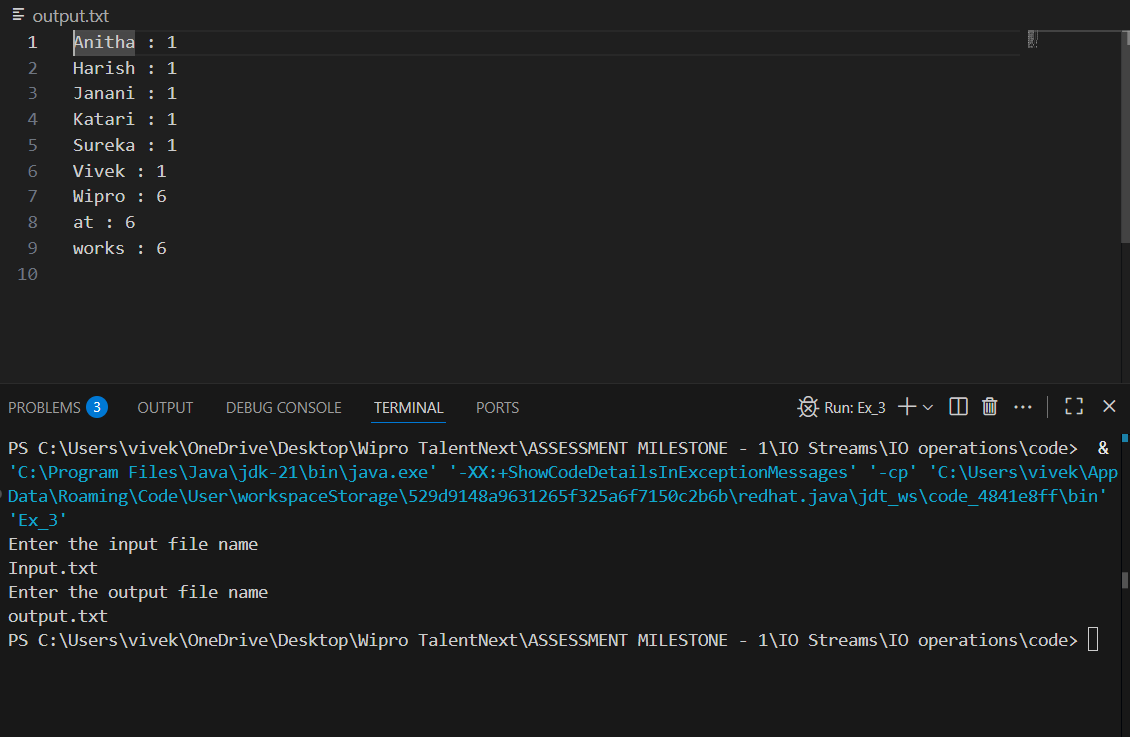 output.txt
1 Anitha : 1
2 Harish : 1
3 Janani : 1
4 Katari : 1
5 Sureka : 1
6 Vivek : 1
7 Wipro : 6
8 at : 6
9 works : 6
10
PROBLEMS 3 OUTPUT DEBUG CONSOLE TERMINAL PORTS Run: Ex_3
PS C:\Users\vivek\OneDrive\Desktop\Wipro TalentNext\ASSESSMENT MILESTONE - 1\IO Streams\IO operations\code> &
'C:\Program Files\Java\jdk-21\bin\java.exe' '-XX:+ShowCodeDetailsInExceptionMessages' '-cp' 'C:\Users\vivek\App
Data\Roaming\Code\User\workspaceStorage\529d9148a9631265f325a6f7150c2b6b\redhat.java\jdt_ws\code_4841e8ff\bin'
'Ex_3'
Enter the input file name
Input.txt
Enter the output file name
output.txt
PS C:\Users\vivek\OneDrive\Desktop\Wipro TalentNext\ASSESSMENT MILESTONE - 1\IO Streams\IO operations\code>